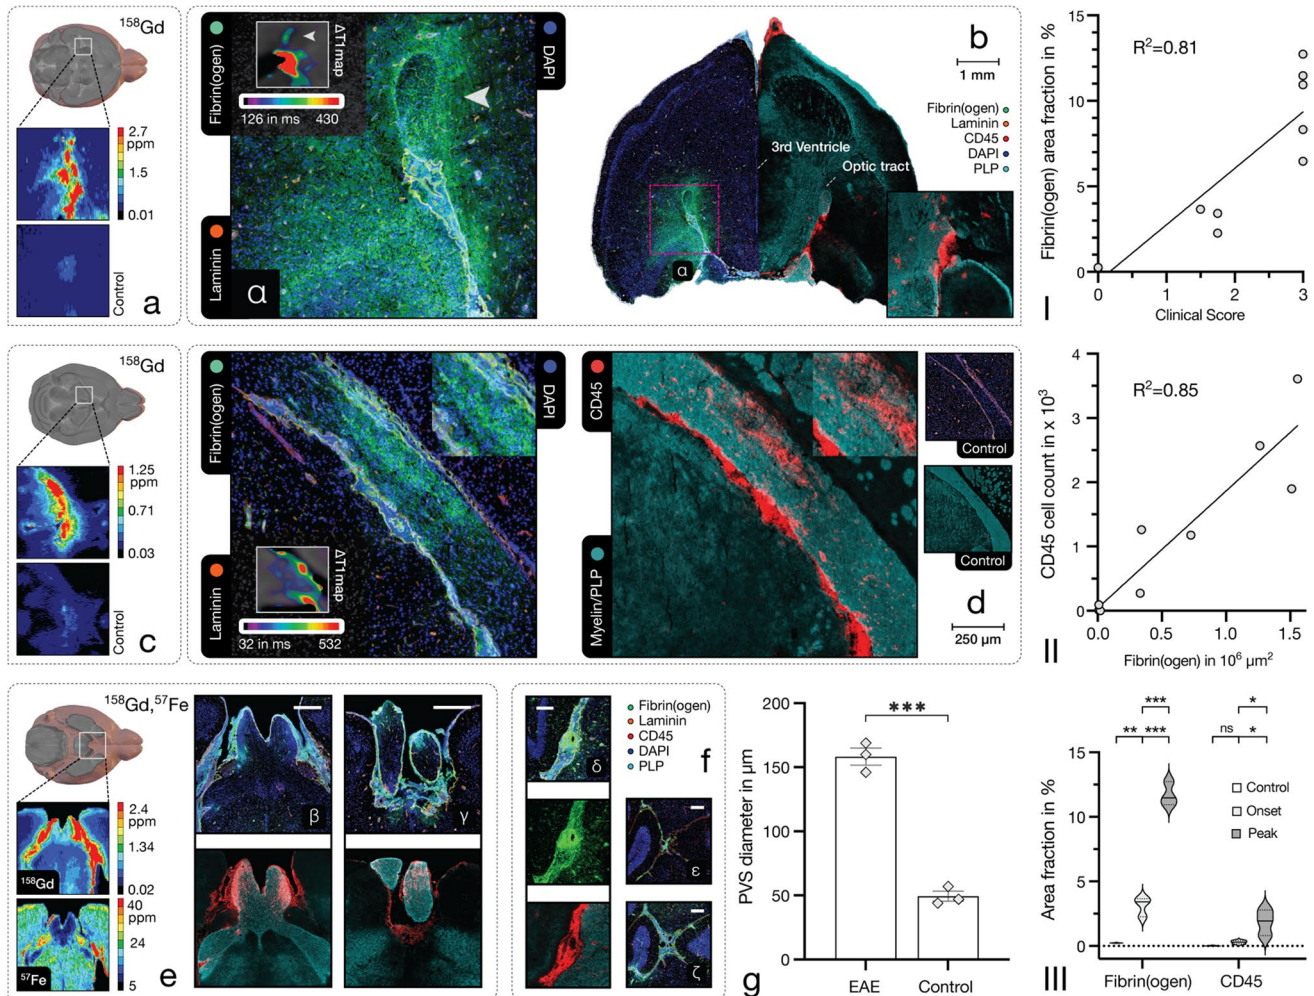 158Gd
2.7
ppm
1.5
0.01
Control
a
Fibrin(ogen)
Laminin
ΔT1map
126 in ms 430
DAPI
α
b
1 mm
Fibrin(ogen)
Laminin
CD45
DAPI
PLP
3rd Ventricle
Optic tract
α
15
10
5
0
Fibrin(ogen) area fraction in %
R²=0.81
0 1 2 3
Clinical Score
I
158Gd
1.25
ppm
0.71
0.03
Control
c
Fibrin(ogen)
Laminin
DAPI
ΔT1map
32 in ms 532
CD45
Myelin/PLP
Control
Control
d
250 μm
4
3
2
1
0
CD45 cell count in x 10³
R²=0.85
0.0 0.5 1.0 1.5
Fibrin(ogen) in 10⁶ μm²
II
158Gd,57Fe
2.4
ppm
1.34
0.02
158Gd
40
ppm
24
5
57Fe
e
β
γ
Fibrin(ogen)
Laminin
CD45
DAPI
PLP
f
δ
ε
ζ
200
150
100
50
0
PVS diameter in μm
***
EAE Control
g
15
10
5
0
Area fraction in %
***
** ***
*
ns *
Control
Onset
Peak
Fibrin(ogen) CD45
III